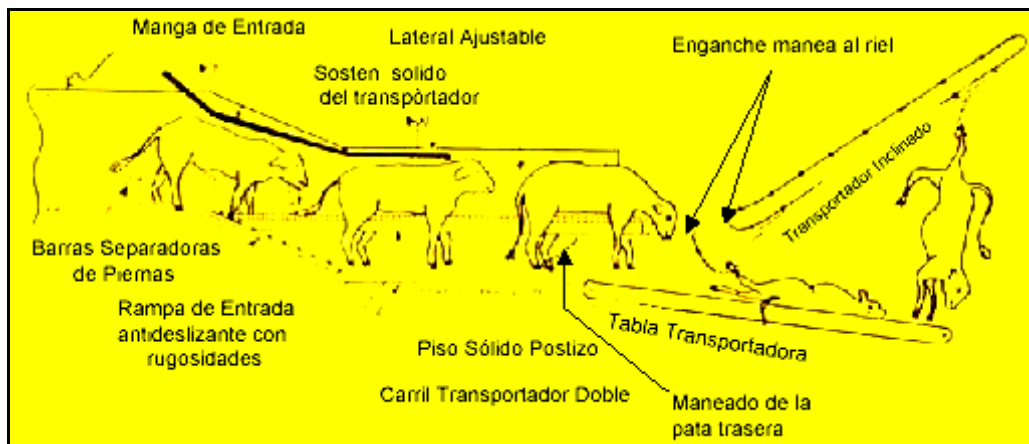 Manga de Entrada
Lateral Ajustable
Enganche manea al riel
Sosten solido
del transpòrtador
Transportador Inclinado
Barras Separadoras
de Piernas
Rampa de Entrada
antideslizante con
rugosidades
Piso Sólido Postizo
Carril Transportador Doble
Tabla Transportadora
Maneado de la
pata trasera